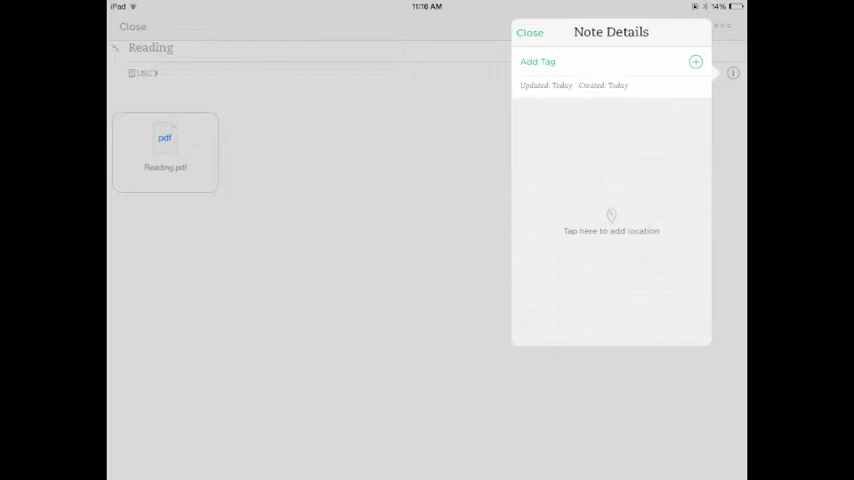 iPad 11:16 AM 14%
Close
Reading
USC
pdf
Reading.pdf
Close Note Details
Add Tag
Updated: Today Created: Today
Tap here to add location